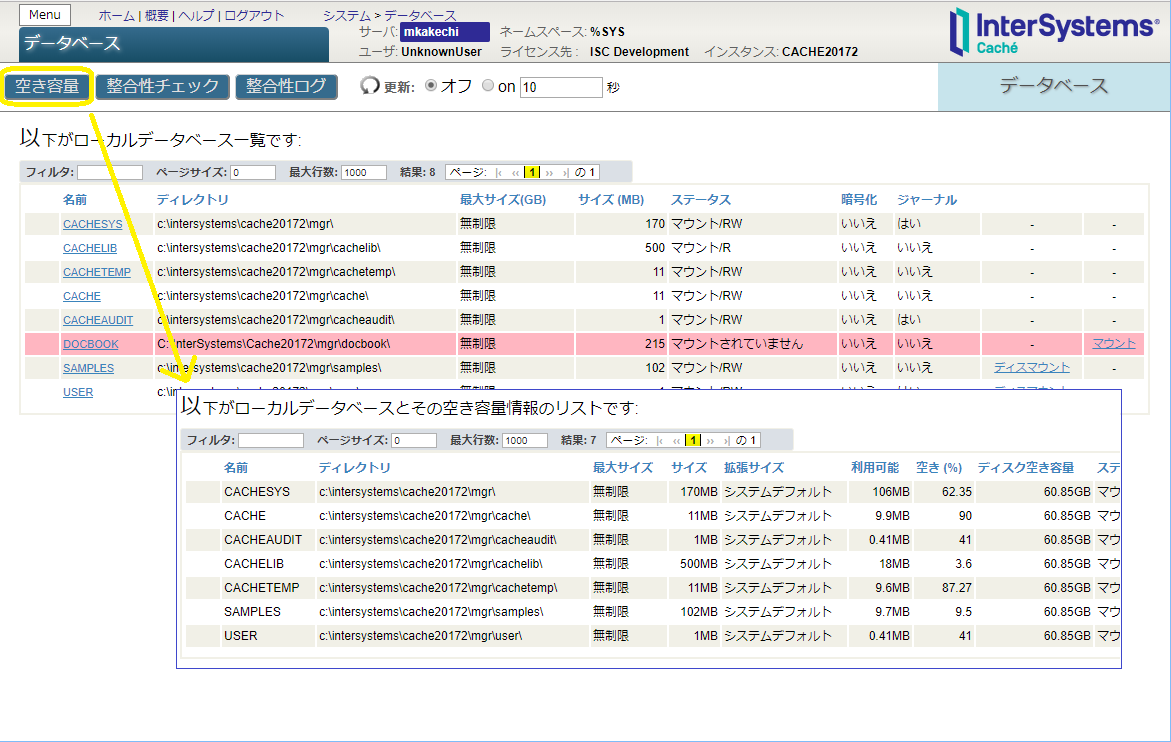 Menu ホーム | 概要 | ヘルプ | ログアウト システム > データベース
サーバ: mkakechi ネームスペース: %SYS
データベース
ユーザ: UnknownUser ライセンス先: ISC Development インスタンス: CACHE20172
InterSystems®
Caché
空き容量 整合性チェック 整合性ログ 更新: オフ on 10 秒
データベース
以下がローカルデータベース一覧です:
フィルタ: ページサイズ: 0 最大行数: 1000 結果: 8 ページ: |‹ ‹‹ 1 ›› ›| の 1
名前 ディレクトリ 最大サイズ(GB) サイズ (MB) ステータス 暗号化 ジャーナル
CACHESYS c:\intersystems\cache20172\mgr\ 無制限 170 マウント/RW いいえ はい - -
CACHELIB c:\intersystems\cache20172\mgr\cachelib\ 無制限 500 マウント/R いいえ いいえ - -
CACHETEMP c:\intersystems\cache20172\mgr\cachetemp\ 無制限 11 マウント/RW いいえ いいえ - -
CACHE c:\intersystems\cache20172\mgr\cache\ 無制限 11 マウント/RW いいえ いいえ - -
CACHEAUDIT c:\intersystems\cache20172\mgr\cacheaudit\ 無制限 1 マウント/RW いいえ はい - -
DOCBOOK C:\InterSystems\Cache20172\mgr\docbook\ 無制限 215 マウントされていません いいえ いいえ - マウント
SAMPLES c:\intersystems\cache20172\mgr\samples\ 無制限 102 マウント/RW いいえ いいえ ディスマウント -
USER
以下がローカルデータベースとその空き容量情報のリストです:
フィルタ: ページサイズ: 0 最大行数: 1000 結果: 7 ページ: |‹ ‹‹ 1 ›› ›| の 1
名前 ディレクトリ 最大サイズ サイズ 拡張サイズ 利用可能 空き (%) ディスク空き容量 ステ
CACHESYS c:\intersystems\cache20172\mgr\ 無制限 170MB システムデフォルト 106MB 62.35 60.85GB マウ
CACHE c:\intersystems\cache20172\mgr\cache\ 無制限 11MB システムデフォルト 9.9MB 90 60.85GB マウ
CACHEAUDIT c:\intersystems\cache20172\mgr\cacheaudit\ 無制限 1MB システムデフォルト 0.41MB 41 60.85GB マウ
CACHELIB c:\intersystems\cache20172\mgr\cachelib\ 無制限 500MB システムデフォルト 18MB 3.6 60.85GB マウ
CACHETEMP c:\intersystems\cache20172\mgr\cachetemp\ 無制限 11MB システムデフォルト 9.6MB 87.27 60.85GB マウ
SAMPLES c:\intersystems\cache20172\mgr\samples\ 無制限 102MB システムデフォルト 9.7MB 9.5 60.85GB マウ
USER c:\intersystems\cache20172\mgr\user\ 無制限 1MB システムデフォルト 0.41MB 41 60.85GB マウ